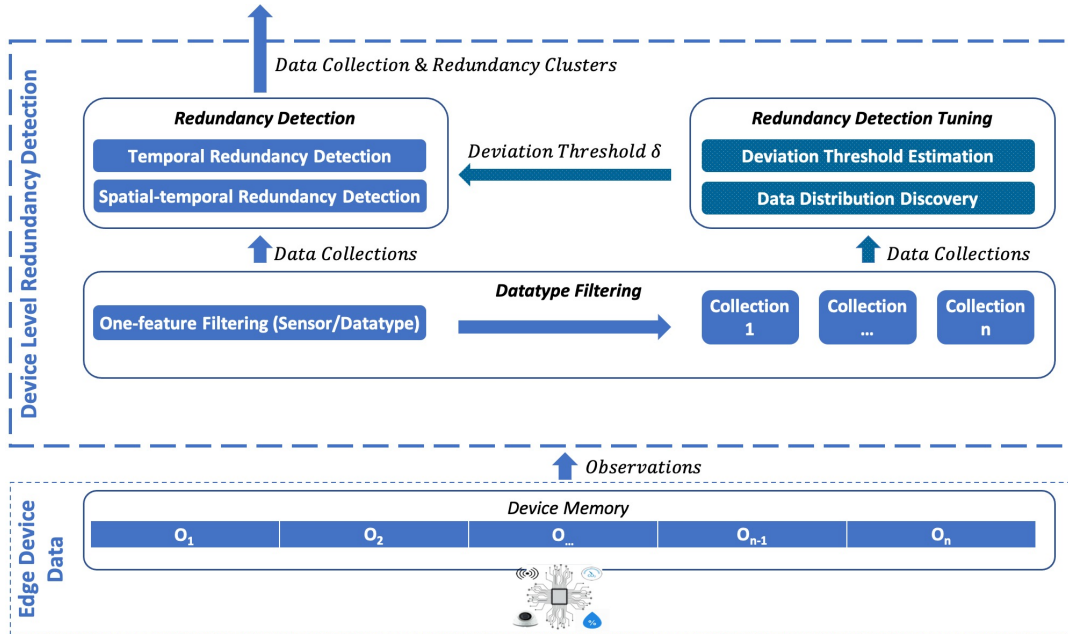 Data Collection & Redundancy Clusters
Device Level Redundancy Detection
Redundancy Detection
Temporal Redundancy Detection
Spatial-temporal Redundancy Detection
Deviation Threshold δ
Redundancy Detection Tuning
Deviation Threshold Estimation
Data Distribution Discovery
Data Collections
Data Collections
Datatype Filtering
One-feature Filtering (Sensor/Datatype)
Collection
1
Collection
...
Collection
n
Observations
Edge Device
Data
Device Memory
O1
O2
O...
On-1
On
%